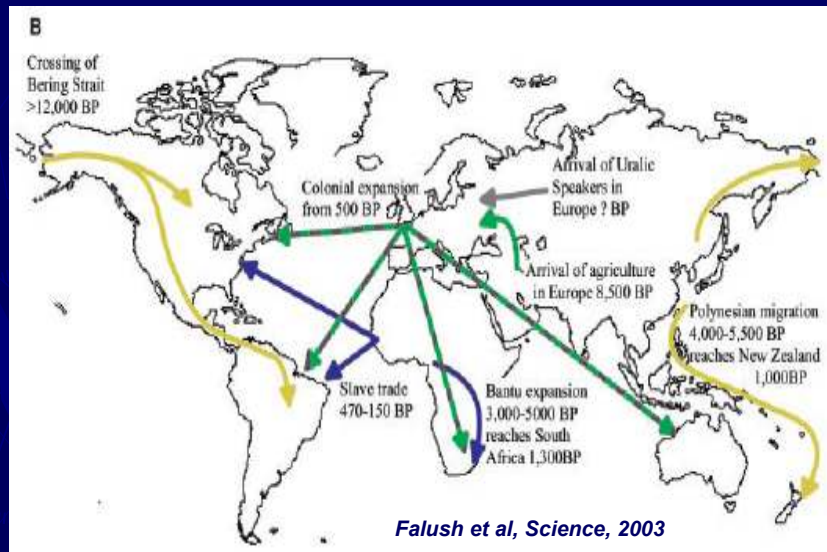 B
Crossing of
Bering Strait
>12,000 BP
Colonial expansion
from 500 BP
Arrival of Uralic
Speakers in
Europe ? BP
Arrival of agriculture
in Europe 8,500 BP
Polynesian migration
4,000-5,500 BP
reaches New Zealand
1,000BP
Slave trade
470-150 BP
Bantu expansion
3,000-5000 BP
reaches South
Africa 1,300BP
Falush et al, Science, 2003